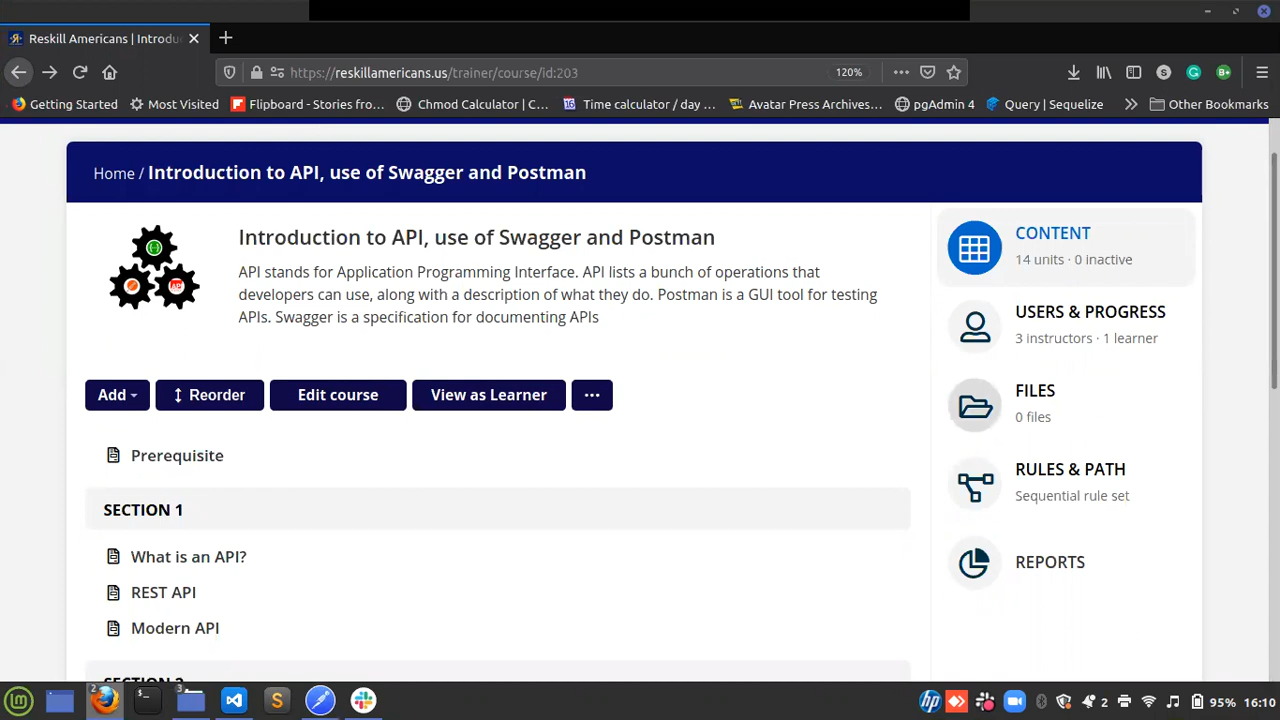 Reskill Americans | Introdu
https://reskillamericans.us/trainer/course/id:203
120%
Getting Started
Most Visited
Flipboard - Stories fro...
Chmod Calculator | C...
Time calculator / day ...
Avatar Press Archives...
pgAdmin 4
Query | Sequelize
Other Bookmarks
Home / Introduction to API, use of Swagger and Postman
Introduction to API, use of Swagger and Postman
API stands for Application Programming Interface. API lists a bunch of operations that
developers can use, along with a description of what they do. Postman is a GUI tool for testing
APIs. Swagger is a specification for documenting APIs
Add
Reorder
Edit course
View as Learner
Prerequisite
SECTION 1
What is an API?
REST API
Modern API
CONTENT
14 units · 0 inactive
USERS & PROGRESS
3 instructors · 1 learner
FILES
0 files
RULES & PATH
Sequential rule set
REPORTS
2
3
2
95%
16:10